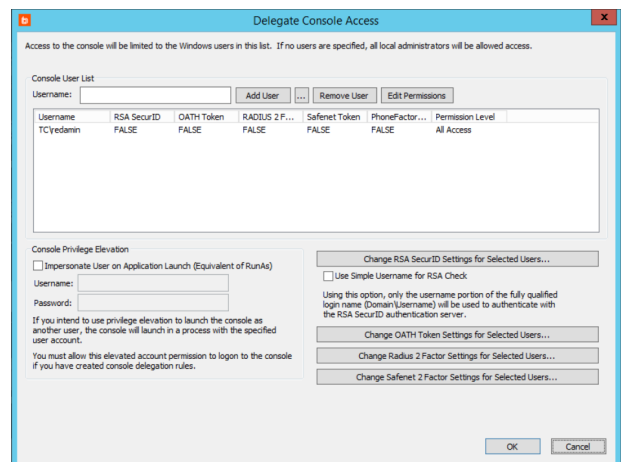 Delegate Console Access
Access to the console will be limited to the Windows users in this list. If no users are specified, all local administrators will be allowed access.
Console User List
Username: Add User ... Remove User Edit Permissions
Username RSA SecurID OATH Token RADIUS 2 F... Safenet Token PhoneFactor... Permission Level
TC\redamin FALSE FALSE FALSE FALSE FALSE All Access
Console Privilege Elevation
Impersonate User on Application Launch (Equivalent of RunAs)
Username:
Password:
If you intend to use privilege elevation to launch the console as
another user, the console will launch in a process with the specified
user account.
You must allow this elevated account permission to logon to the console
if you have created console delegation rules.
Change RSA SecurID Settings for Selected Users...
Use Simple Username for RSA Check
Using this option, only the username portion of the fully qualified
login name (Domain\Username) will be used to authenticate with
the RSA SecurID authentication server.
Change OATH Token Settings for Selected Users...
Change Radius 2 Factor Settings for Selected Users...
Change Safenet 2 Factor Settings for Selected Users...
OK Cancel